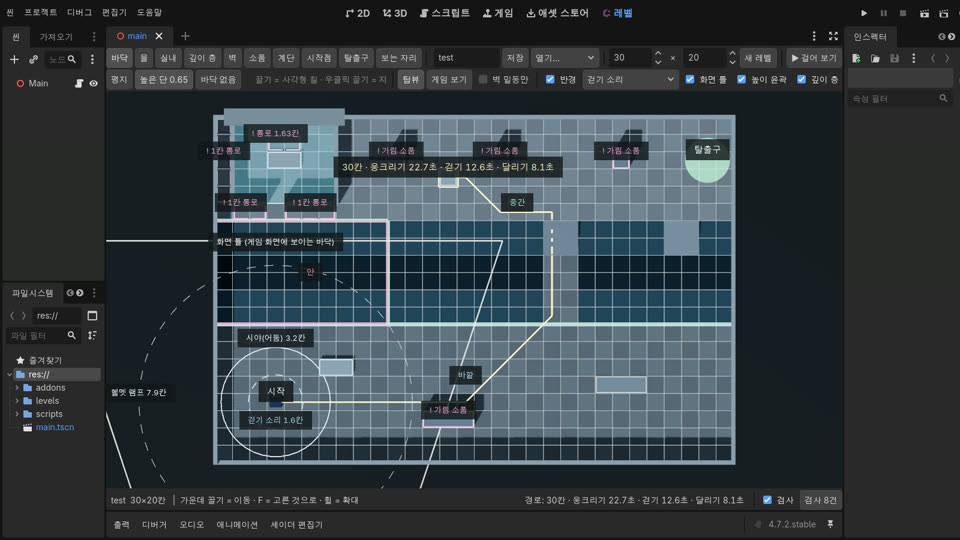 씬 프로젝트 디버그 편집기 도움말
2D 3D 스크립트 게임 애셋 스토어 레벨
씬 가져오기
main
인스펙터
노드
바닥 물 실내 깊이 층 벽 소품 계단 시작점 탈출구 보는 자리 test 저장 열기... 30 × 20 새 레벨 걸어 보기
Main
평지 높은 단 0.65 바닥 없음 끌기 = 사각형 칠 · 우클릭 끌기 = 지 탑뷰 게임 보기 벽 밑동만 반경 걷기 소리 화면 틀 높이 윤곽 깊이 층
속성 필터
! 통로 1.63칸
! 1칸 통로
! 가림 소품
! 가림 소품
! 가림 소품
탈출구
30칸 · 웅크리기 22.7초 · 걷기 12.6초 · 달리기 8.1초
! 1칸 통로
! 1칸 통로
중간
화면 틀 (게임 화면에 보이는 바닥)
안
파일시스템
res://
파일 필터
즐겨찾기
res://
addons
levels
scripts
main.tscn
시야(어둠) 3.2칸
바깥
시작
헬멧 램프 7.9칸
! 가림 소품
걷기 소리 1.6칸
test 30×20칸 가운데 끌기 = 이동 · F = 고른 것으로 · 휠 = 확대 경로: 30칸 · 웅크리기 22.7초 · 걷기 12.6초 · 달리기 8.1초 검사 검사 8건
출력 디버거 오디오 애니메이션 셰이더 편집기 4.7.2.stable